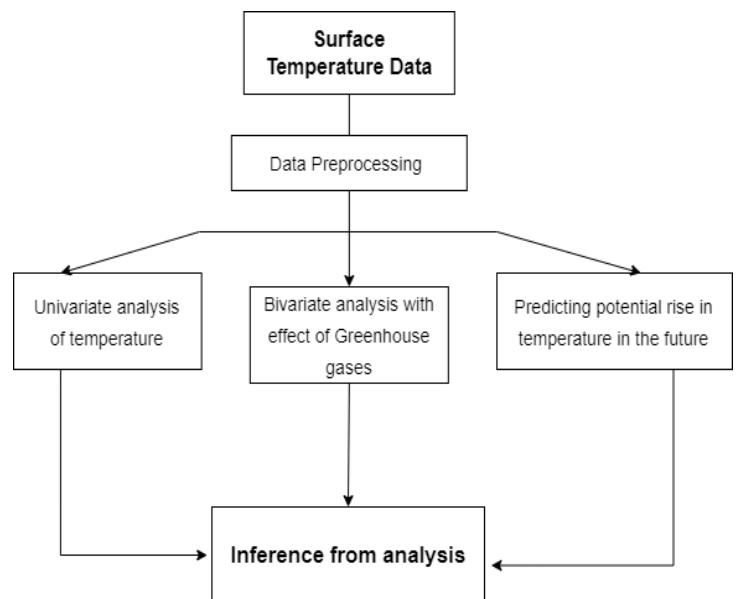 Surface
Temperature Data
Data Preprocessing
Univariate analysis
of temperature
Bivariate analysis with
effect of Greenhouse
gases
Predicting potential rise in
temperature in the future
Inference from analysis